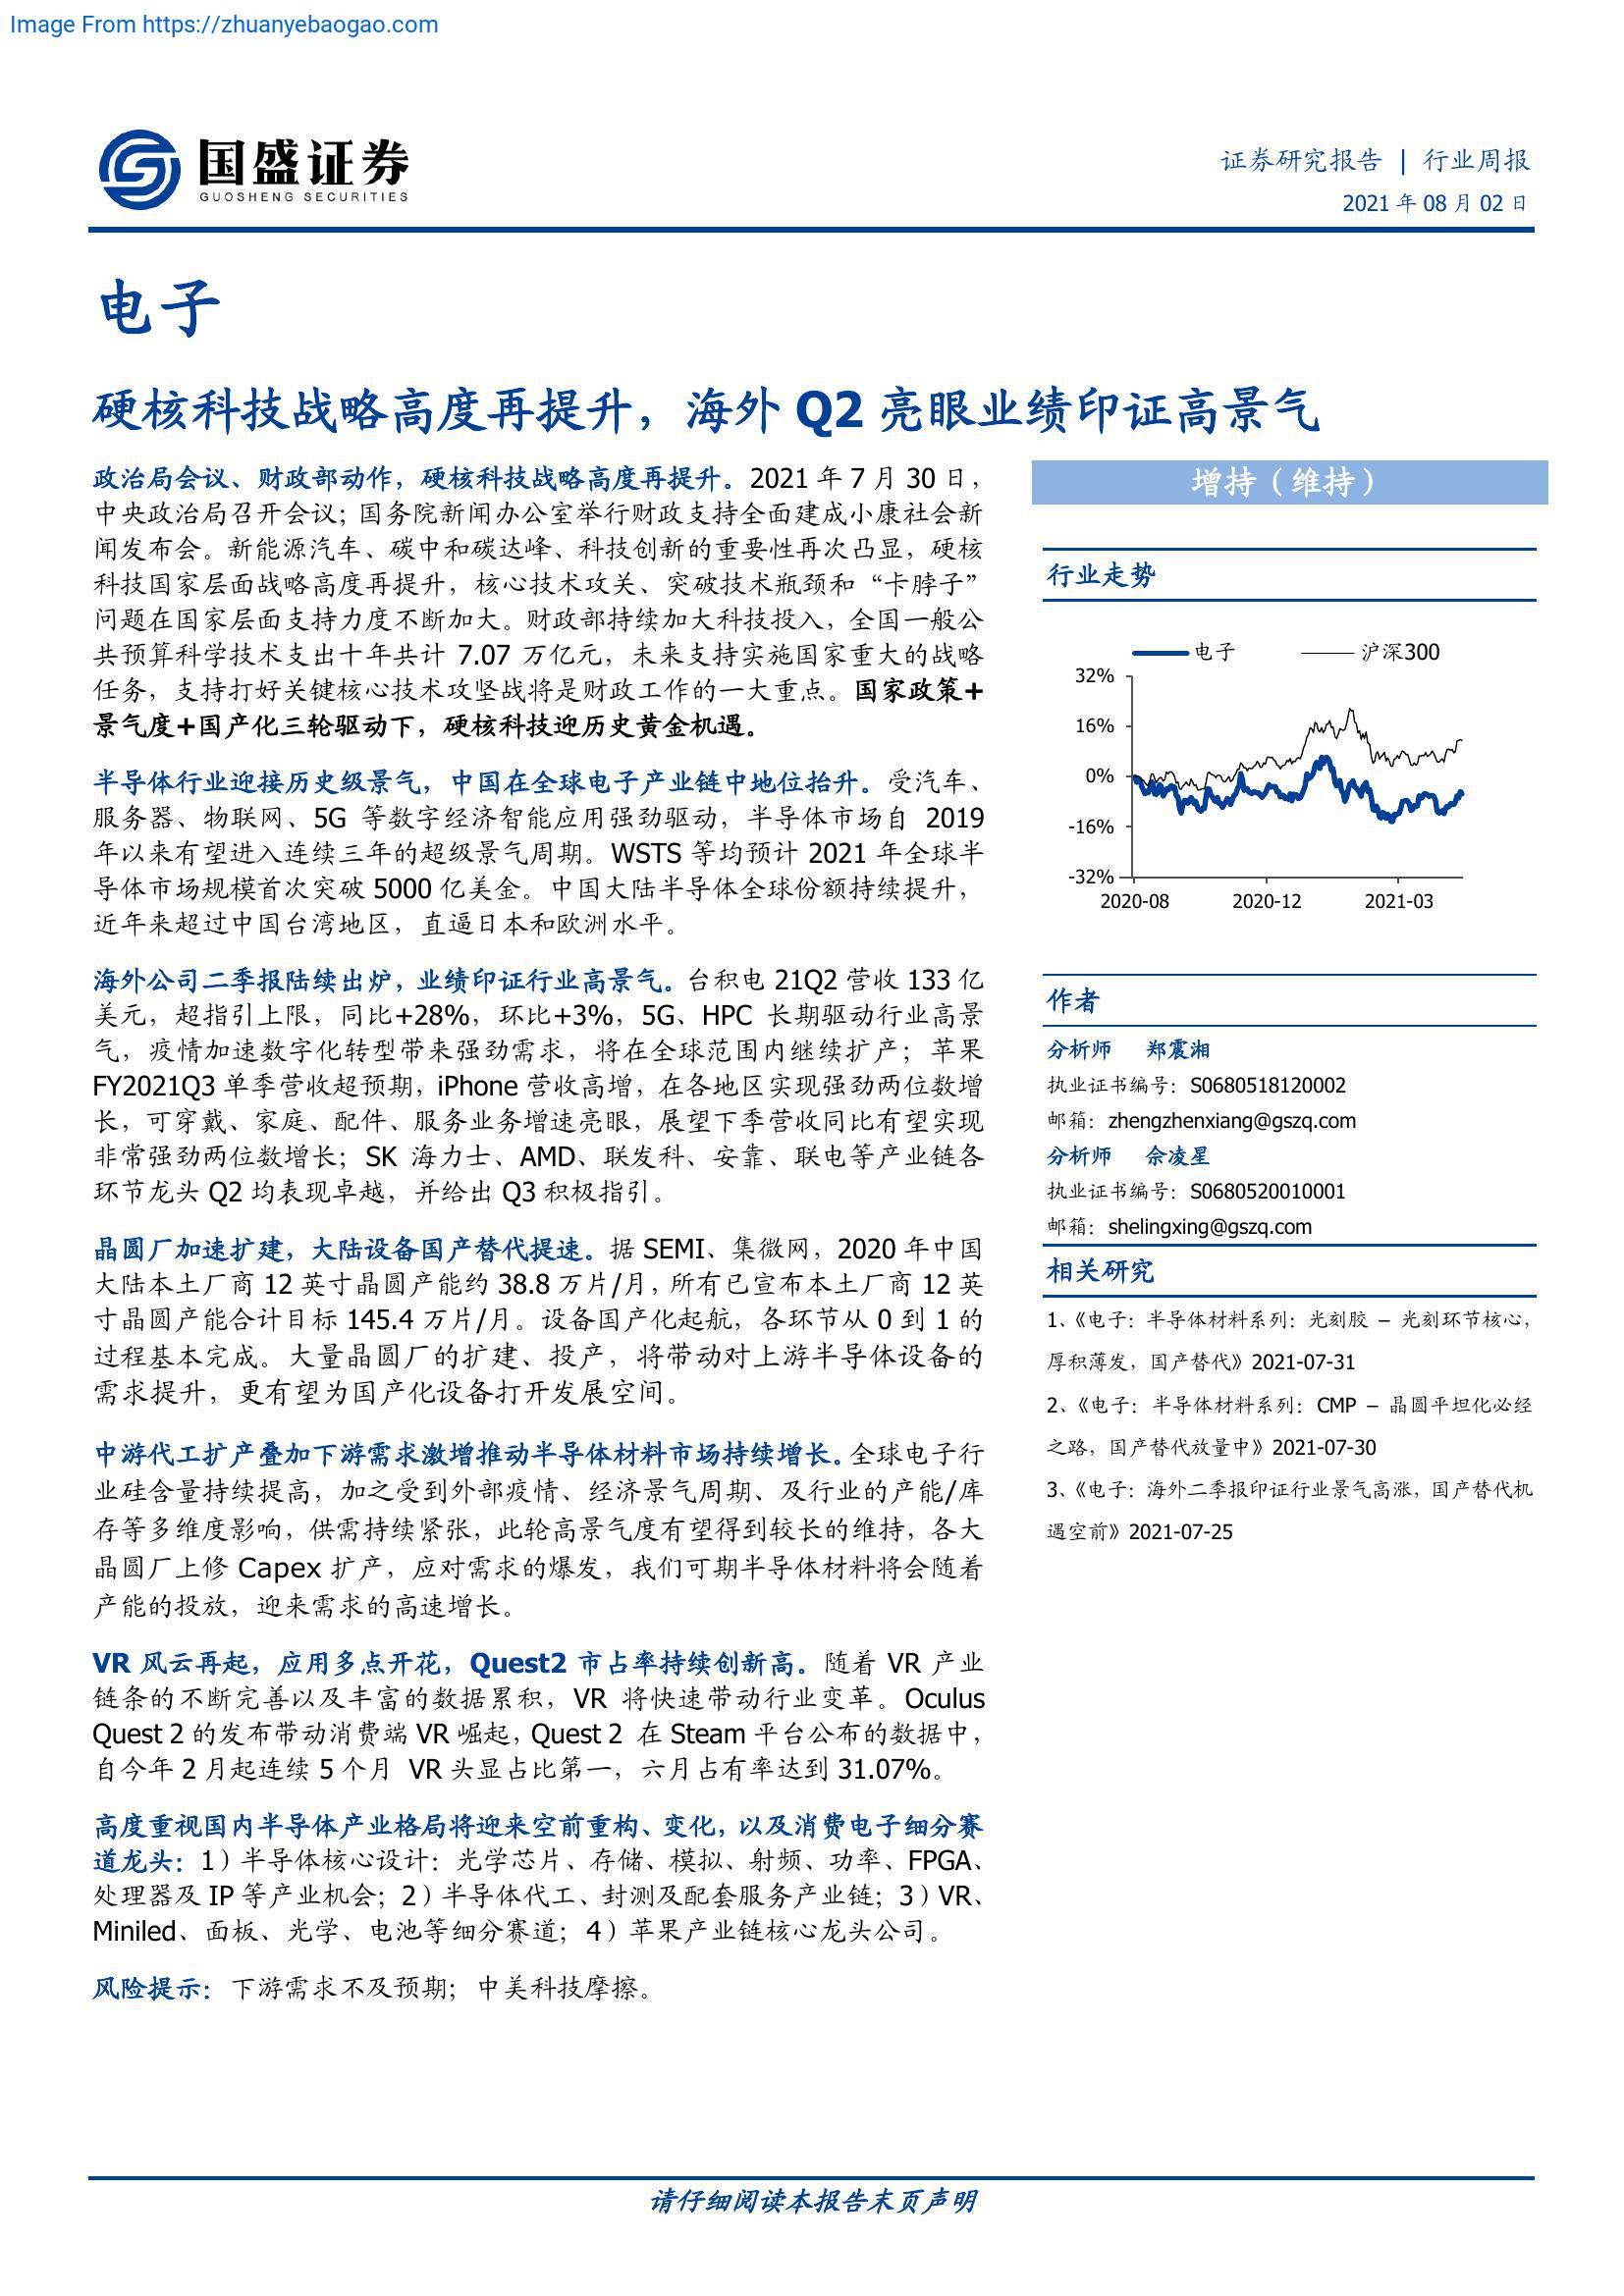 Image From https://zhuanyebaogao.com
国盛证券
GUOSHENG SECURITIES
证券研究报告 | 行业周报
2021 年 08 月 02 日
电子
硬核科技战略高度再提升，海外 Q2 亮眼业绩印证高景气
政治局会议、财政部动作，硬核科技战略高度再提升。2021 年 7 月 30 日，
中央政治局召开会议；国务院新闻办公室举行财政支持全面建成小康社会新
闻发布会。新能源汽车、碳中和碳达峰、科技创新的重要性再次凸显，硬核
科技国家层面战略高度再提升，核心技术攻关、突破技术瓶颈和“卡脖子”
问题在国家层面支持力度不断加大。财政部持续加大科技投入，全国一般公
共预算科学技术支出十年共计 7.07 万亿元，未来支持实施国家重大的战略
任务，支持打好关键核心技术攻坚战将是财政工作的一大重点。国家政策+
景气度+国产化三轮驱动下，硬核科技迎历史黄金机遇。
半导体行业迎接历史级景气，中国在全球电子产业链中地位抬升。受汽车、
服务器、物联网、5G 等数字经济智能应用强劲驱动，半导体市场自 2019
年以来有望进入连续三年的超级景气周期。WSTS 等均预计 2021 年全球半
导体市场规模首次突破 5000 亿美金。中国大陆半导体全球份额持续提升，
近年来超过中国台湾地区，直逼日本和欧洲水平。
海外公司二季报陆续出炉，业绩印证行业高景气。台积电 21Q2 营收 133 亿
美元，超指引上限，同比+28%，环比+3%，5G、HPC 长期驱动行业高景
气，疫情加速数字化转型带来强劲需求，将在全球范围内继续扩产；苹果
FY2021Q3 单季营收超预期，iPhone 营收高增，在各地区实现强劲两位数增
长，可穿戴、家庭、配件、服务业务增速亮眼，展望下季营收同比有望实现
非常强劲两位数增长；SK 海力士、AMD、联发科、安靠、联电等产业链各
环节龙头 Q2 均表现卓越，并给出 Q3 积极指引。
晶圆厂加速扩建，大陆设备国产替代提速。据 SEMI、集微网，2020 年中国
大陆本土厂商 12 英寸晶圆产能约 38.8 万片/月，所有已宣布本土厂商 12 英
寸晶圆产能合计目标 145.4 万片/月。设备国产化起航，各环节从 0 到 1 的
过程基本完成。大量晶圆厂的扩建、投产，将带动对上游半导体设备的
需求提升，更有望为国产化设备打开发展空间。
中游代工扩产叠加下游需求激增推动半导体材料市场持续增长。全球电子行
业硅含量持续提高，加之受到外部疫情、经济景气周期、及行业的产能/库
存等多维度影响，供需持续紧张，此轮高景气度有望得到较长的维持，各大
晶圆厂上修 Capex 扩产，应对需求的爆发，我们可期半导体材料将会随着
产能的投放，迎来需求的高速增长。
VR 风云再起，应用多点开花，Quest2 市占率持续创新高。随着 VR 产业
链条的不断完善以及丰富的数据累积，VR 将快速带动行业变革。Oculus
Quest 2 的发布带动消费端 VR 崛起，Quest 2 在 Steam 平台公布的数据中，
自今年 2 月起连续 5 个月 VR 头显占比第一，六月占有率达到 31.07%。
高度重视国内半导体产业格局将迎来空前重构、变化，以及消费电子细分赛
道龙头：1）半导体核心设计：光学芯片、存储、模拟、射频、功率、FPGA、
处理器及 IP 等产业机会；2）半导体代工、封测及配套服务产业链；3）VR、
Miniled、面板、光学、电池等细分赛道；4）苹果产业链核心龙头公司。
风险提示：下游需求不及预期；中美科技摩擦。
增持（维持）
行业走势
电子 沪深300
32%
16%
0%
-16%
-32%
2020-08 2020-12 2021-03
作者
分析师 郑震湘
执业证书编号：S0680518120002
邮箱：zhengzhenxiang@gszq.com
分析师 佘凌星
执业证书编号：S0680520010001
邮箱：shelingxing@gszq.com
相关研究
1、《电子：半导体材料系列：光刻胶 – 光刻环节核心，
厚积薄发，国产替代》2021-07-31
2、《电子：半导体材料系列：CMP – 晶圆平坦化必经
之路，国产替代放量中》2021-07-30
3、《电子：海外二季报印证行业景气高涨，国产替代机
遇空前》2021-07-25
请仔细阅读本报告末页声明